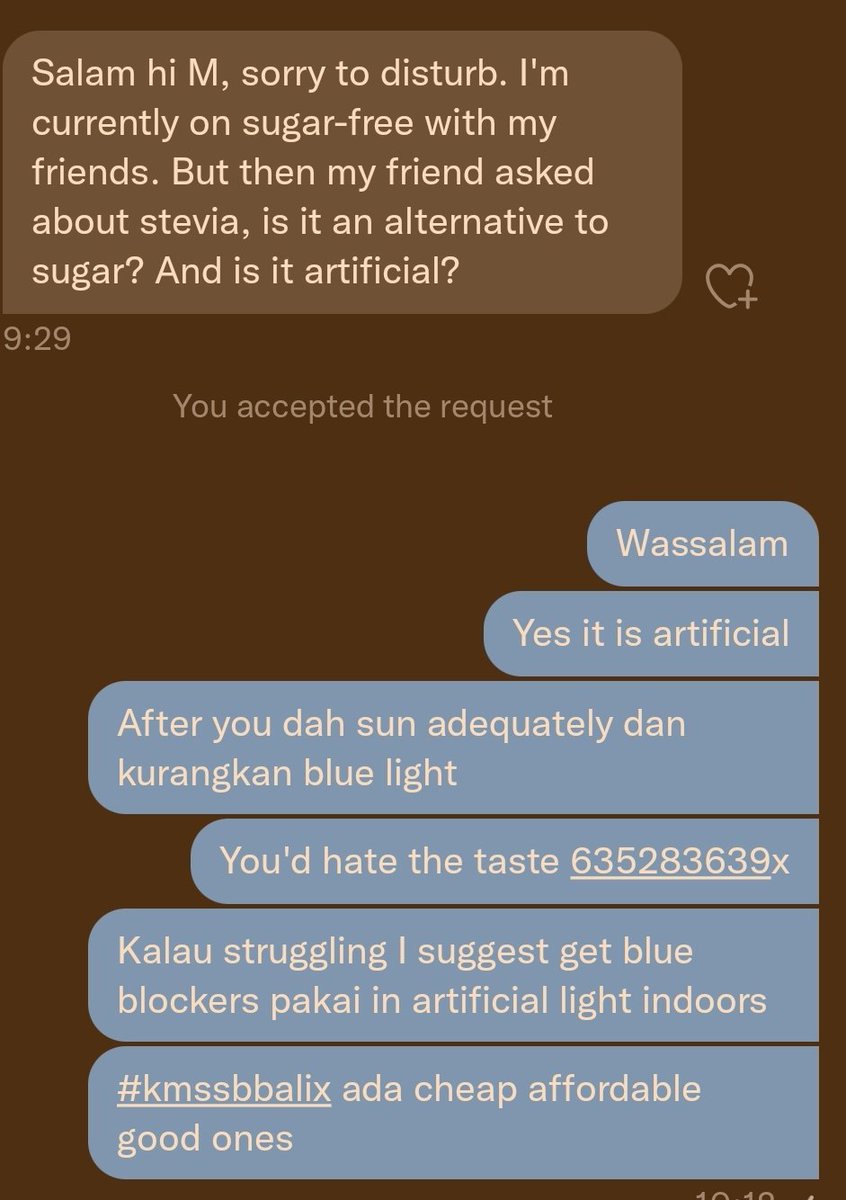 Salam hi M, sorry to disturb. I'm
currently on sugar-free with my
friends. But then my friend asked
about stevia, is it an alternative to
sugar? And is it artificial?
9:29
You accepted the request
Wassalam
Yes it is artificial
After you dah sun adequately dan
kurangkan blue light
You'd hate the taste 635283639x
Kalau struggling I suggest get blue
blockers pakai in artificial light indoors
#kmssbbalix ada cheap affordable
good ones